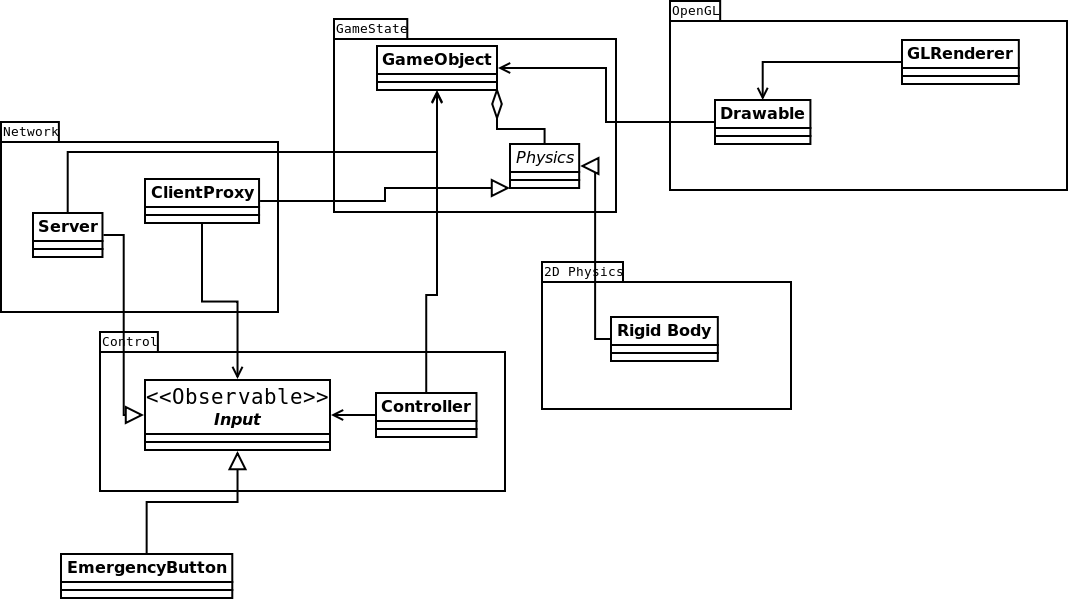 OpenGL
GameState
GameObject
GLRenderer
Drawable
Network
Physics
ClientProxy
Server
2D Physics
Rigid Body
Control
<<Observable>>
Input
Controller
EmergencyButton